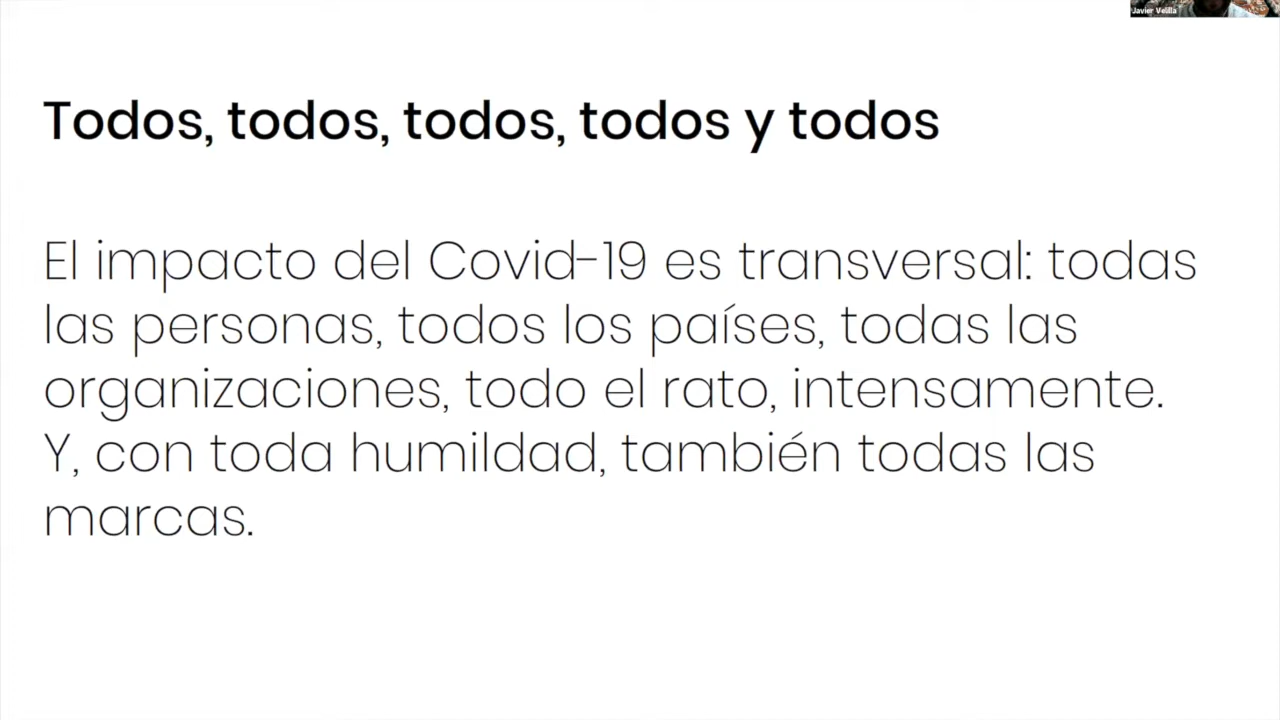 Javier Velilla
Todos, todos, todos, todos y todos
El impacto del Covid-19 es transversal: todas
las personas, todos los países, todas las
organizaciones, todo el rato, intensamente.
Y, con toda humildad, también todas las
marcas.